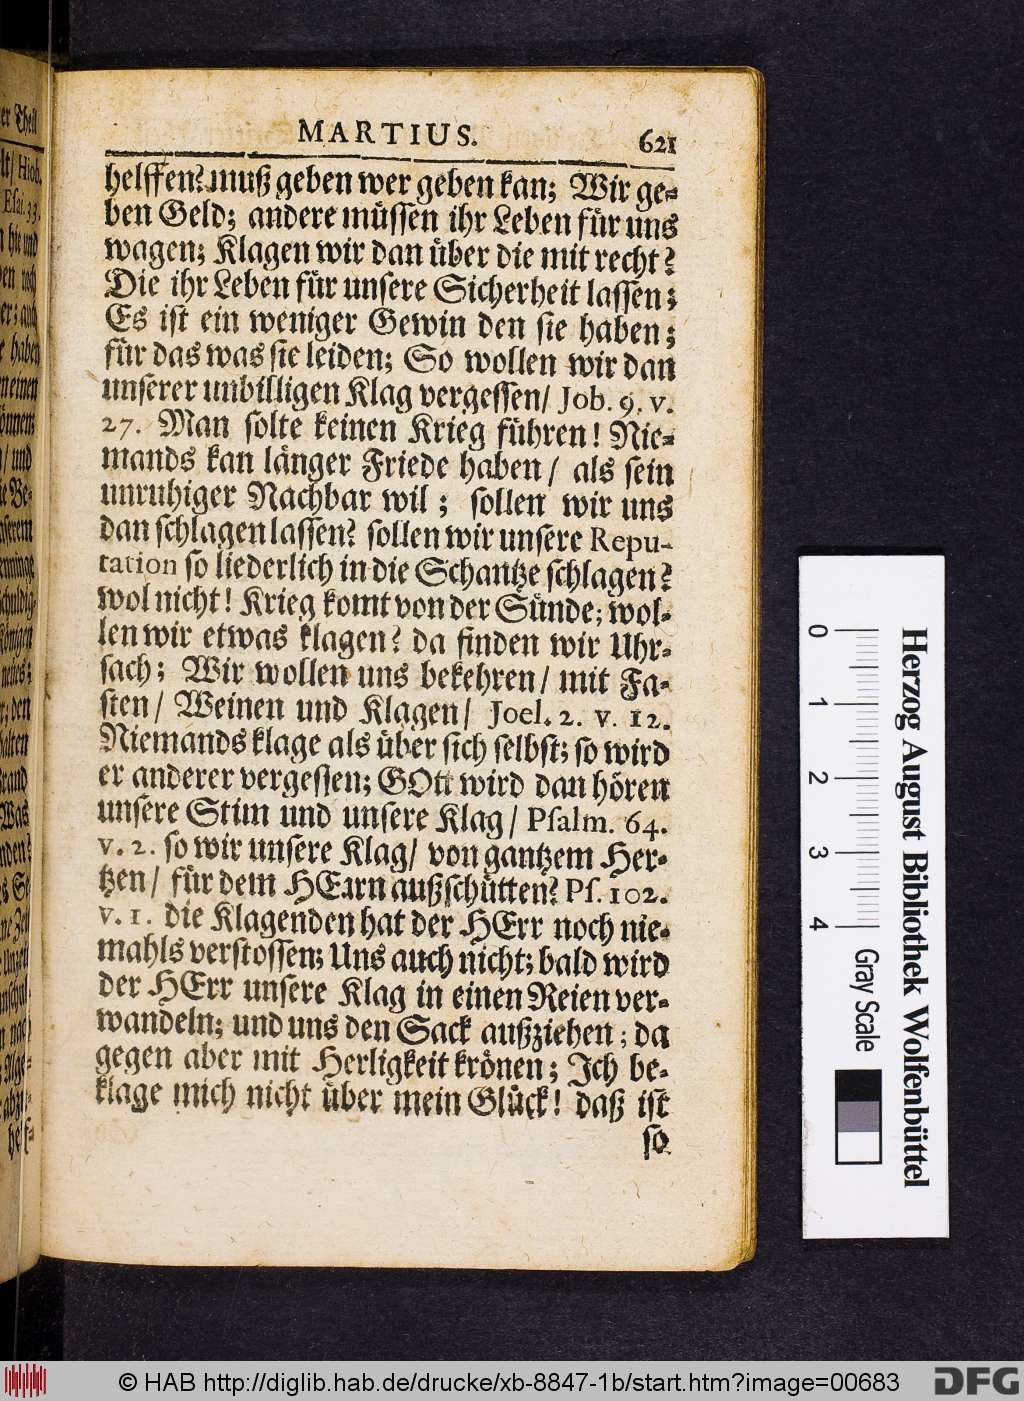 MARTIUS. 621
helffen? muß geben wer geben kan; Wir ge-
ben Geld; andere müssen ihr Leben für uns
wagen; Klagen wir dan über die mit recht?
Die ihr Leben für unsere Sicherheit lassen;
Es ist ein weniger Gewin den sie haben;
für das was sie leiden; So wollen wir dan
unserer unbilligen Klag vergessen/ Job. 9. v.
27. Man solte keinen Krieg führen! Nie-
mands kan länger Friede haben/ als sein
unruhiger Nachbar wil; sollen wir uns
dan schlagen lassen? sollen wir unsere Repu-
tation so liederlich in die Schantze schlagen?
wol nicht! Krieg komt von der Sünde; wol-
len wir etwas klagen? da finden wir Uhr-
sach; Wir wollen uns bekehren/ mit Fa-
sten/ Weinen und Klagen/ Joel. 2. v. 12.
Niemands klage als über sich selbst; so wird
er anderer vergessen; GOtt wird dan hören
unsere Stim und unsere Klag/ Psalm. 64.
v. 2. so wir unsere Klag/ von gantzem Her-
tzen/ für dem HErrn außschütten? Ps. 102.
v. 1. die Klagenden hat der HErr noch nie-
mahls verstossen; Uns auch nicht; bald wird
der HErr unsere Klag in einen Reien ver-
wandeln; und uns den Sack außziehen; da
gegen aber mit Herligkeit krönen; Ich be-
klage mich nicht über mein Glück! daß ist
so
0 1 2 3 4
Gray Scale
Herzog August Bibliothek Wolfenbüttel
© HAB http://diglib.hab.de/drucke/xb-8847-1b/start.htm?image=00683
DFG